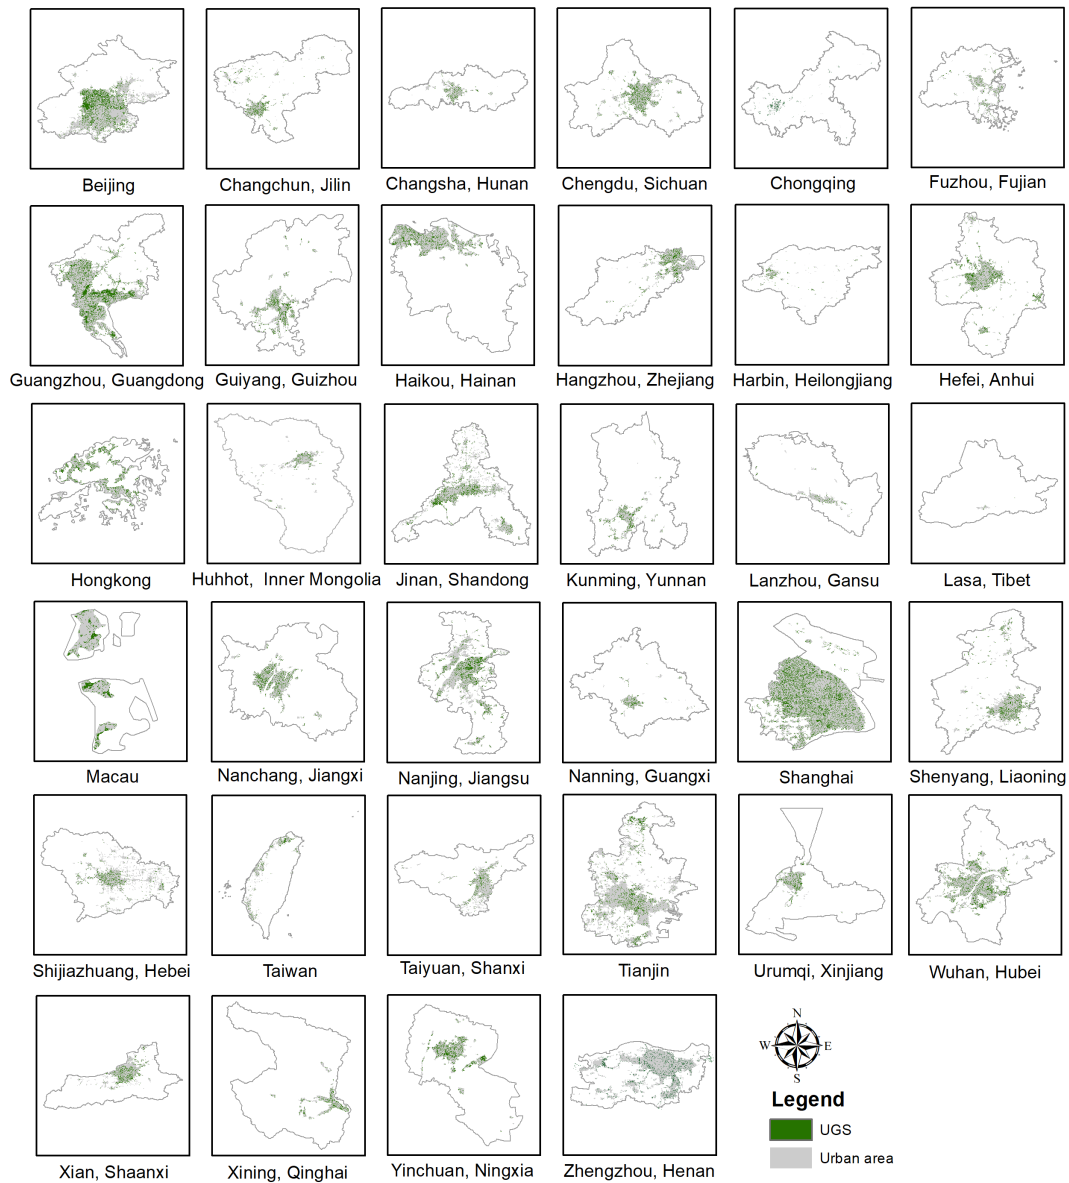 Beijing
Changchun, Jilin
Changsha, Hunan
Chengdu, Sichuan
Chongqing
Fuzhou, Fujian
Guangzhou, Guangdong
Guiyang, Guizhou
Haikou, Hainan
Hangzhou, Zhejiang
Harbin, Heilongjiang
Hefei, Anhui
Hongkong
Huhhot,  Inner Mongolia
Jinan, Shandong
Kunming, Yunnan
Lanzhou, Gansu
Lasa, Tibet
Macau
Nanchang, Jiangxi
Nanjing, Jiangsu
Nanning, Guangxi
Shanghai
Shenyang, Liaoning
Shijiazhuang, Hebei
Taiwan
Taiyuan, Shanxi
Tianjin
Urumqi, Xinjiang
Wuhan, Hubei
Xian, Shaanxi
Xining, Qinghai
Yinchuan, Ningxia
Zhengzhou, Henan
N
W E
S
Legend
UGS
Urban area